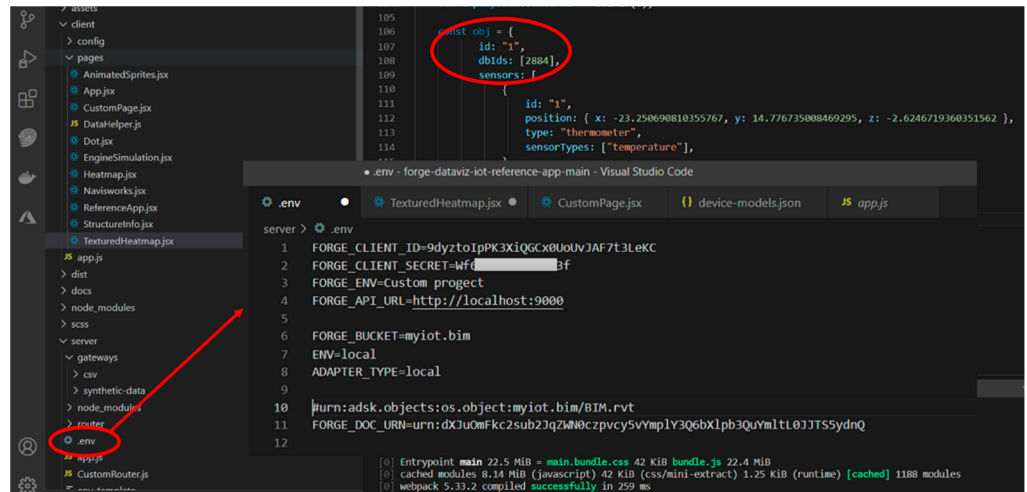 assets
client
config
pages
AnimatedSprites.jsx
App.jsx
CustomPage.jsx
JS DataHelper.js
Dot.jsx
EngineSimulation.jsx
Heatmap.jsx
Navisworks.jsx
ReferenceApp.jsx
StructureInfo.jsx
TexturedHeatmap.jsx
JS app.js
dist
docs
node_modules
scss
server
gateways
csv
synthetic-data
node_modules
router
.env
JS app.js
JS CustomRouter.js
105
106 const obj = {
107 id: "1",
108 dbIds: [2884],
109 sensors: [
110 {
111 id: "1",
112 position: { x: -23.250690810355767, y: 14.776735008469295, z: -2.6246719360351562 },
113 type: "thermometer",
114 sensorTypes: ["temperature"],
● .env - forge-dataviz-iot-reference-app-main - Visual Studio Code
.env ● TexturedHeatmap.jsx ● CustomPage.jsx {} device-models.json JS app.js
server > .env
1 FORGE_CLIENT_ID=9dyztoIpPK3XiQGCx0UoUvJAF7t3LeKC
2 FORGE_CLIENT_SECRET=Wf6 3f
3 FORGE_ENV=Custom progect
4 FORGE_API_URL=http://localhost:9000
5
6 FORGE_BUCKET=myiot.bim
7 ENV=local
8 ADAPTER_TYPE=local
9
10 #urn:adsk.objects:os.object:myiot.bim/BIM.rvt
11 FORGE_DOC_URN=urn:dXJuOmFkc2sub2JqZWN0czpvcy5vYmplY3Q6bXlpb3QuYmltL0JJTS5ydnQ
12
[0] Entrypoint main 22.5 MiB = main.bundle.css 42 KiB bundle.js 22.4 MiB
[0] cached modules 8.14 MiB (javascript) 42 KiB (css/mini-extract) 1.25 KiB (runtime) [cached] 1188 modules
[0] webpack 5.33.2 compiled successfully in 259 ms